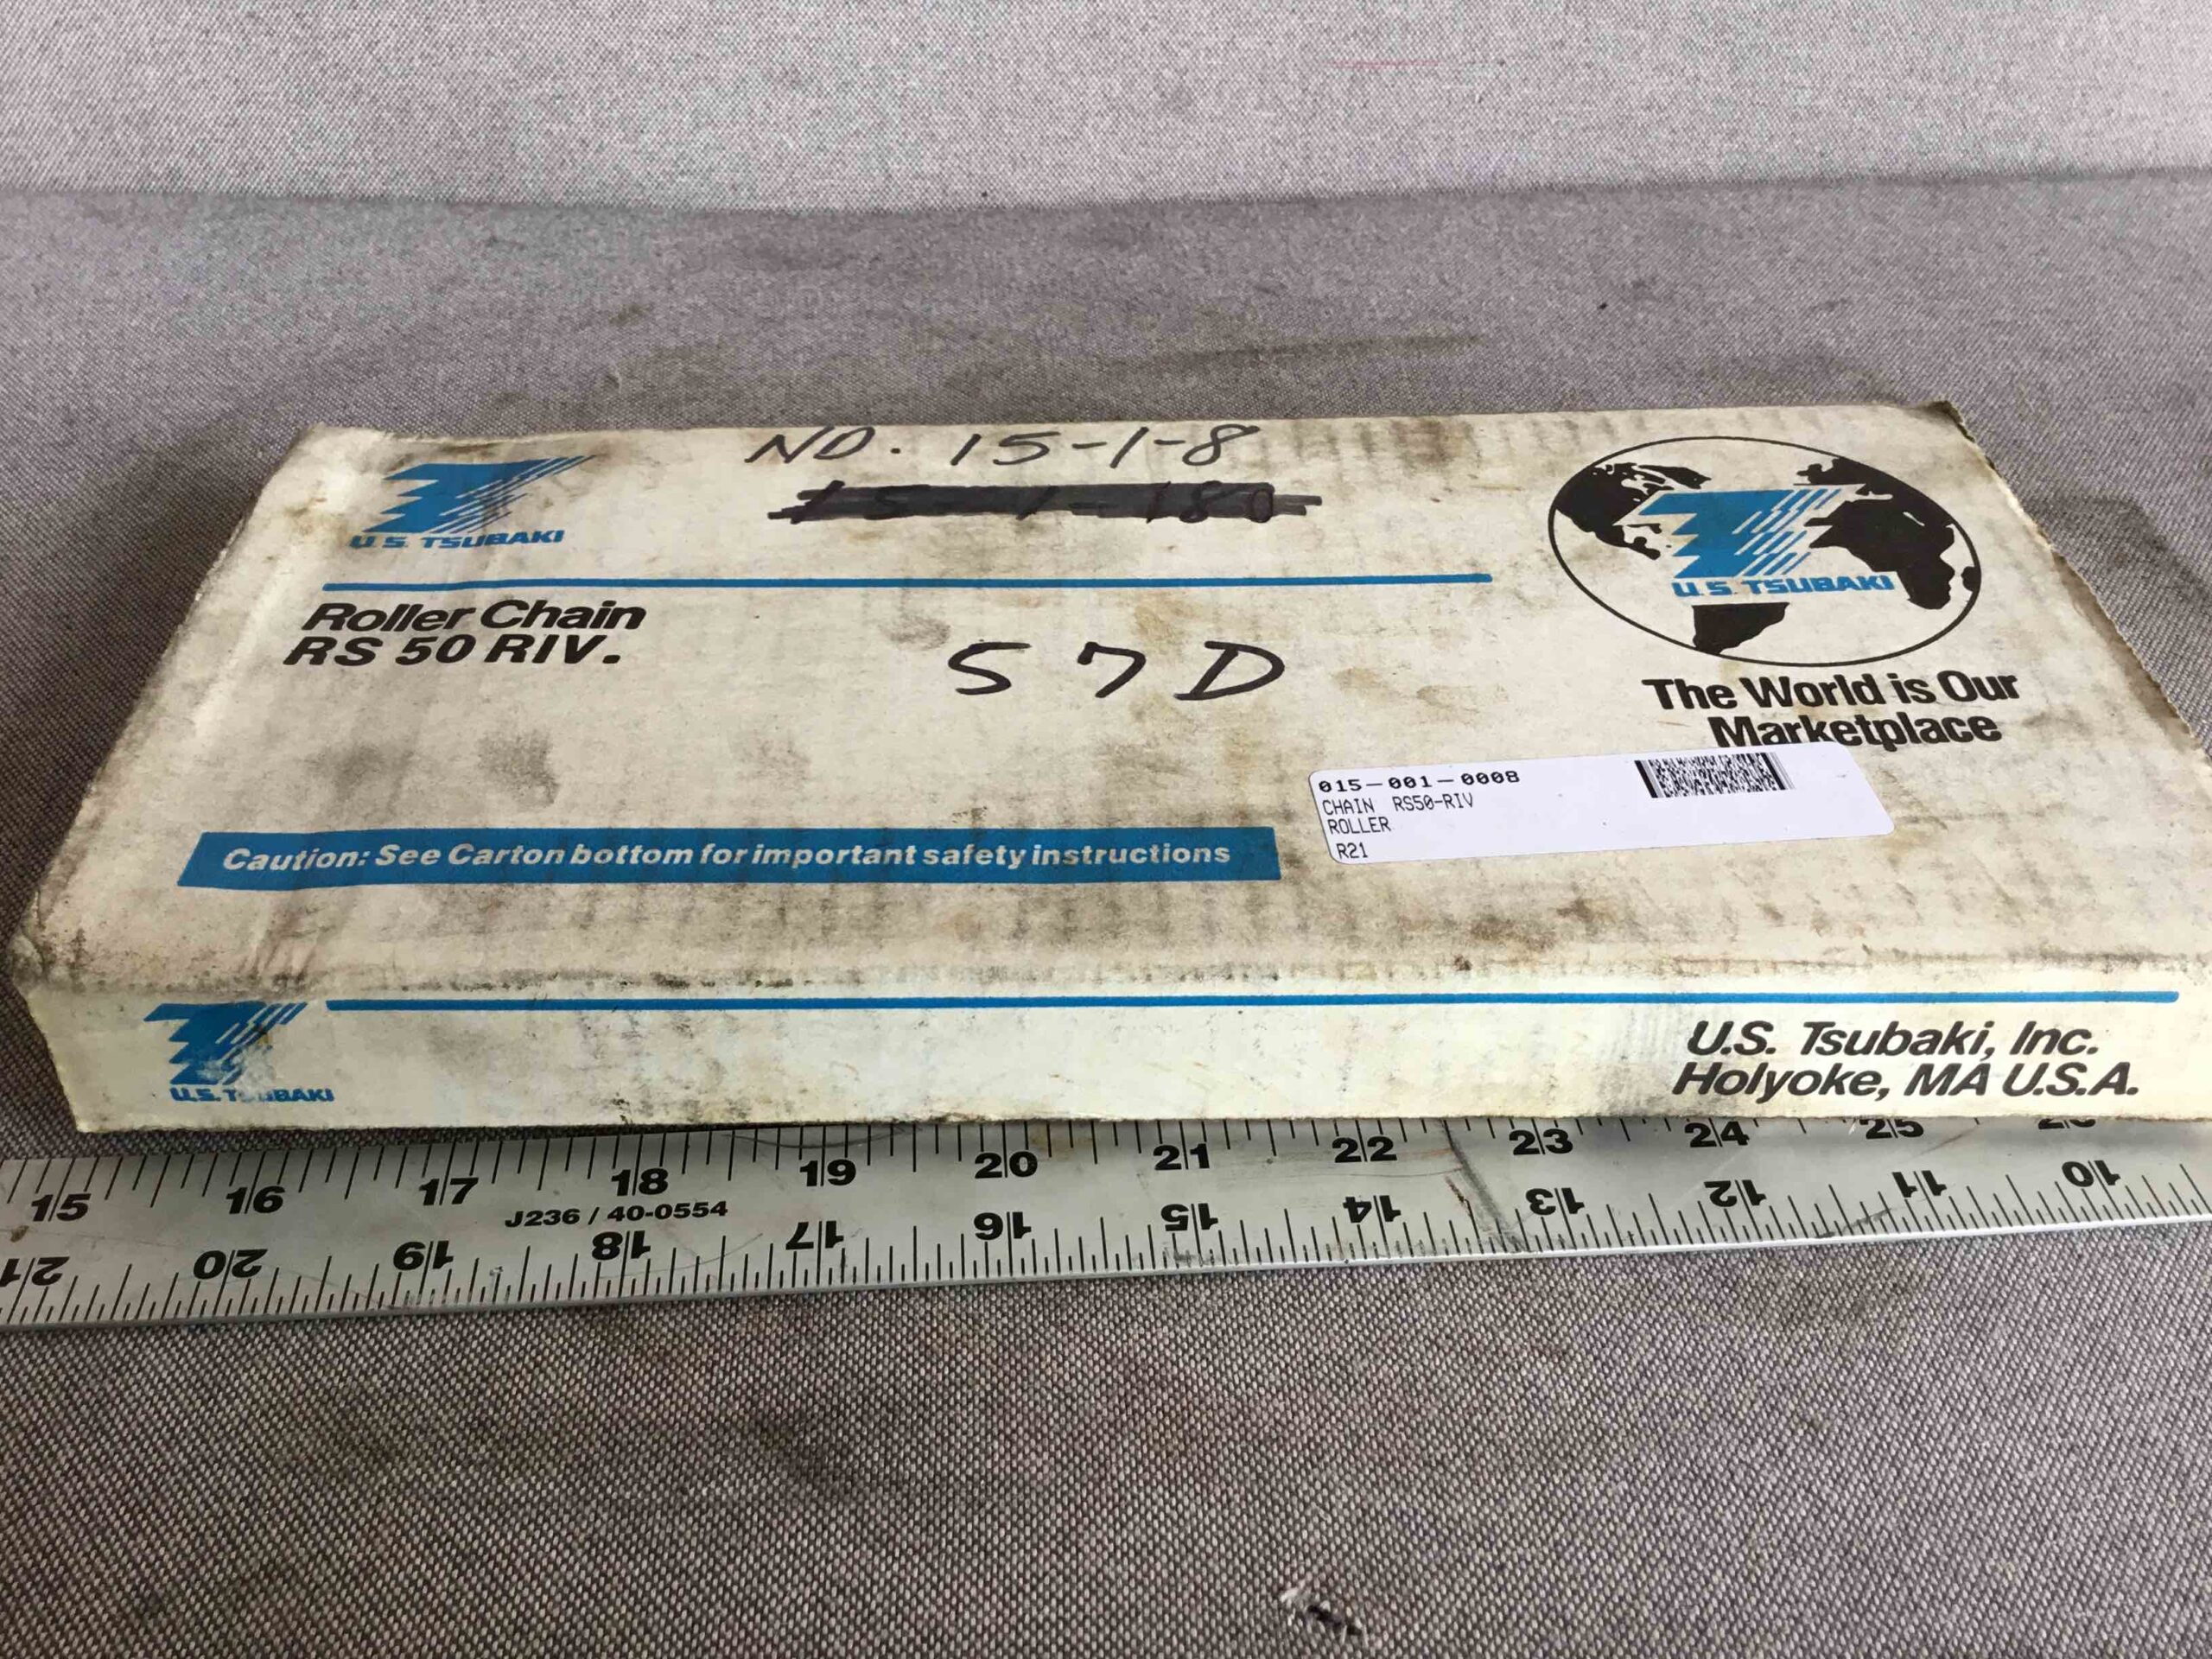 NO. 15-1-8
15-1-180
U.S. TSUBAKI
U.S. TSUBAKI
Roller Chain
RS 50 RIV.
57D
The World is Our
Marketplace
015-001-0008
CHAIN RS50-RIV
ROLLER
R21
Caution: See Carton bottom for important safety instructions
U.S. TSUBAKI
U.S. Tsubaki, Inc.
Holyoke, MA U.S.A.
15 16 17 18 19 20 21 22 23 24 25
J236 / 40-0554
21 20 19 18 17 16 15 14 13 12 11 10